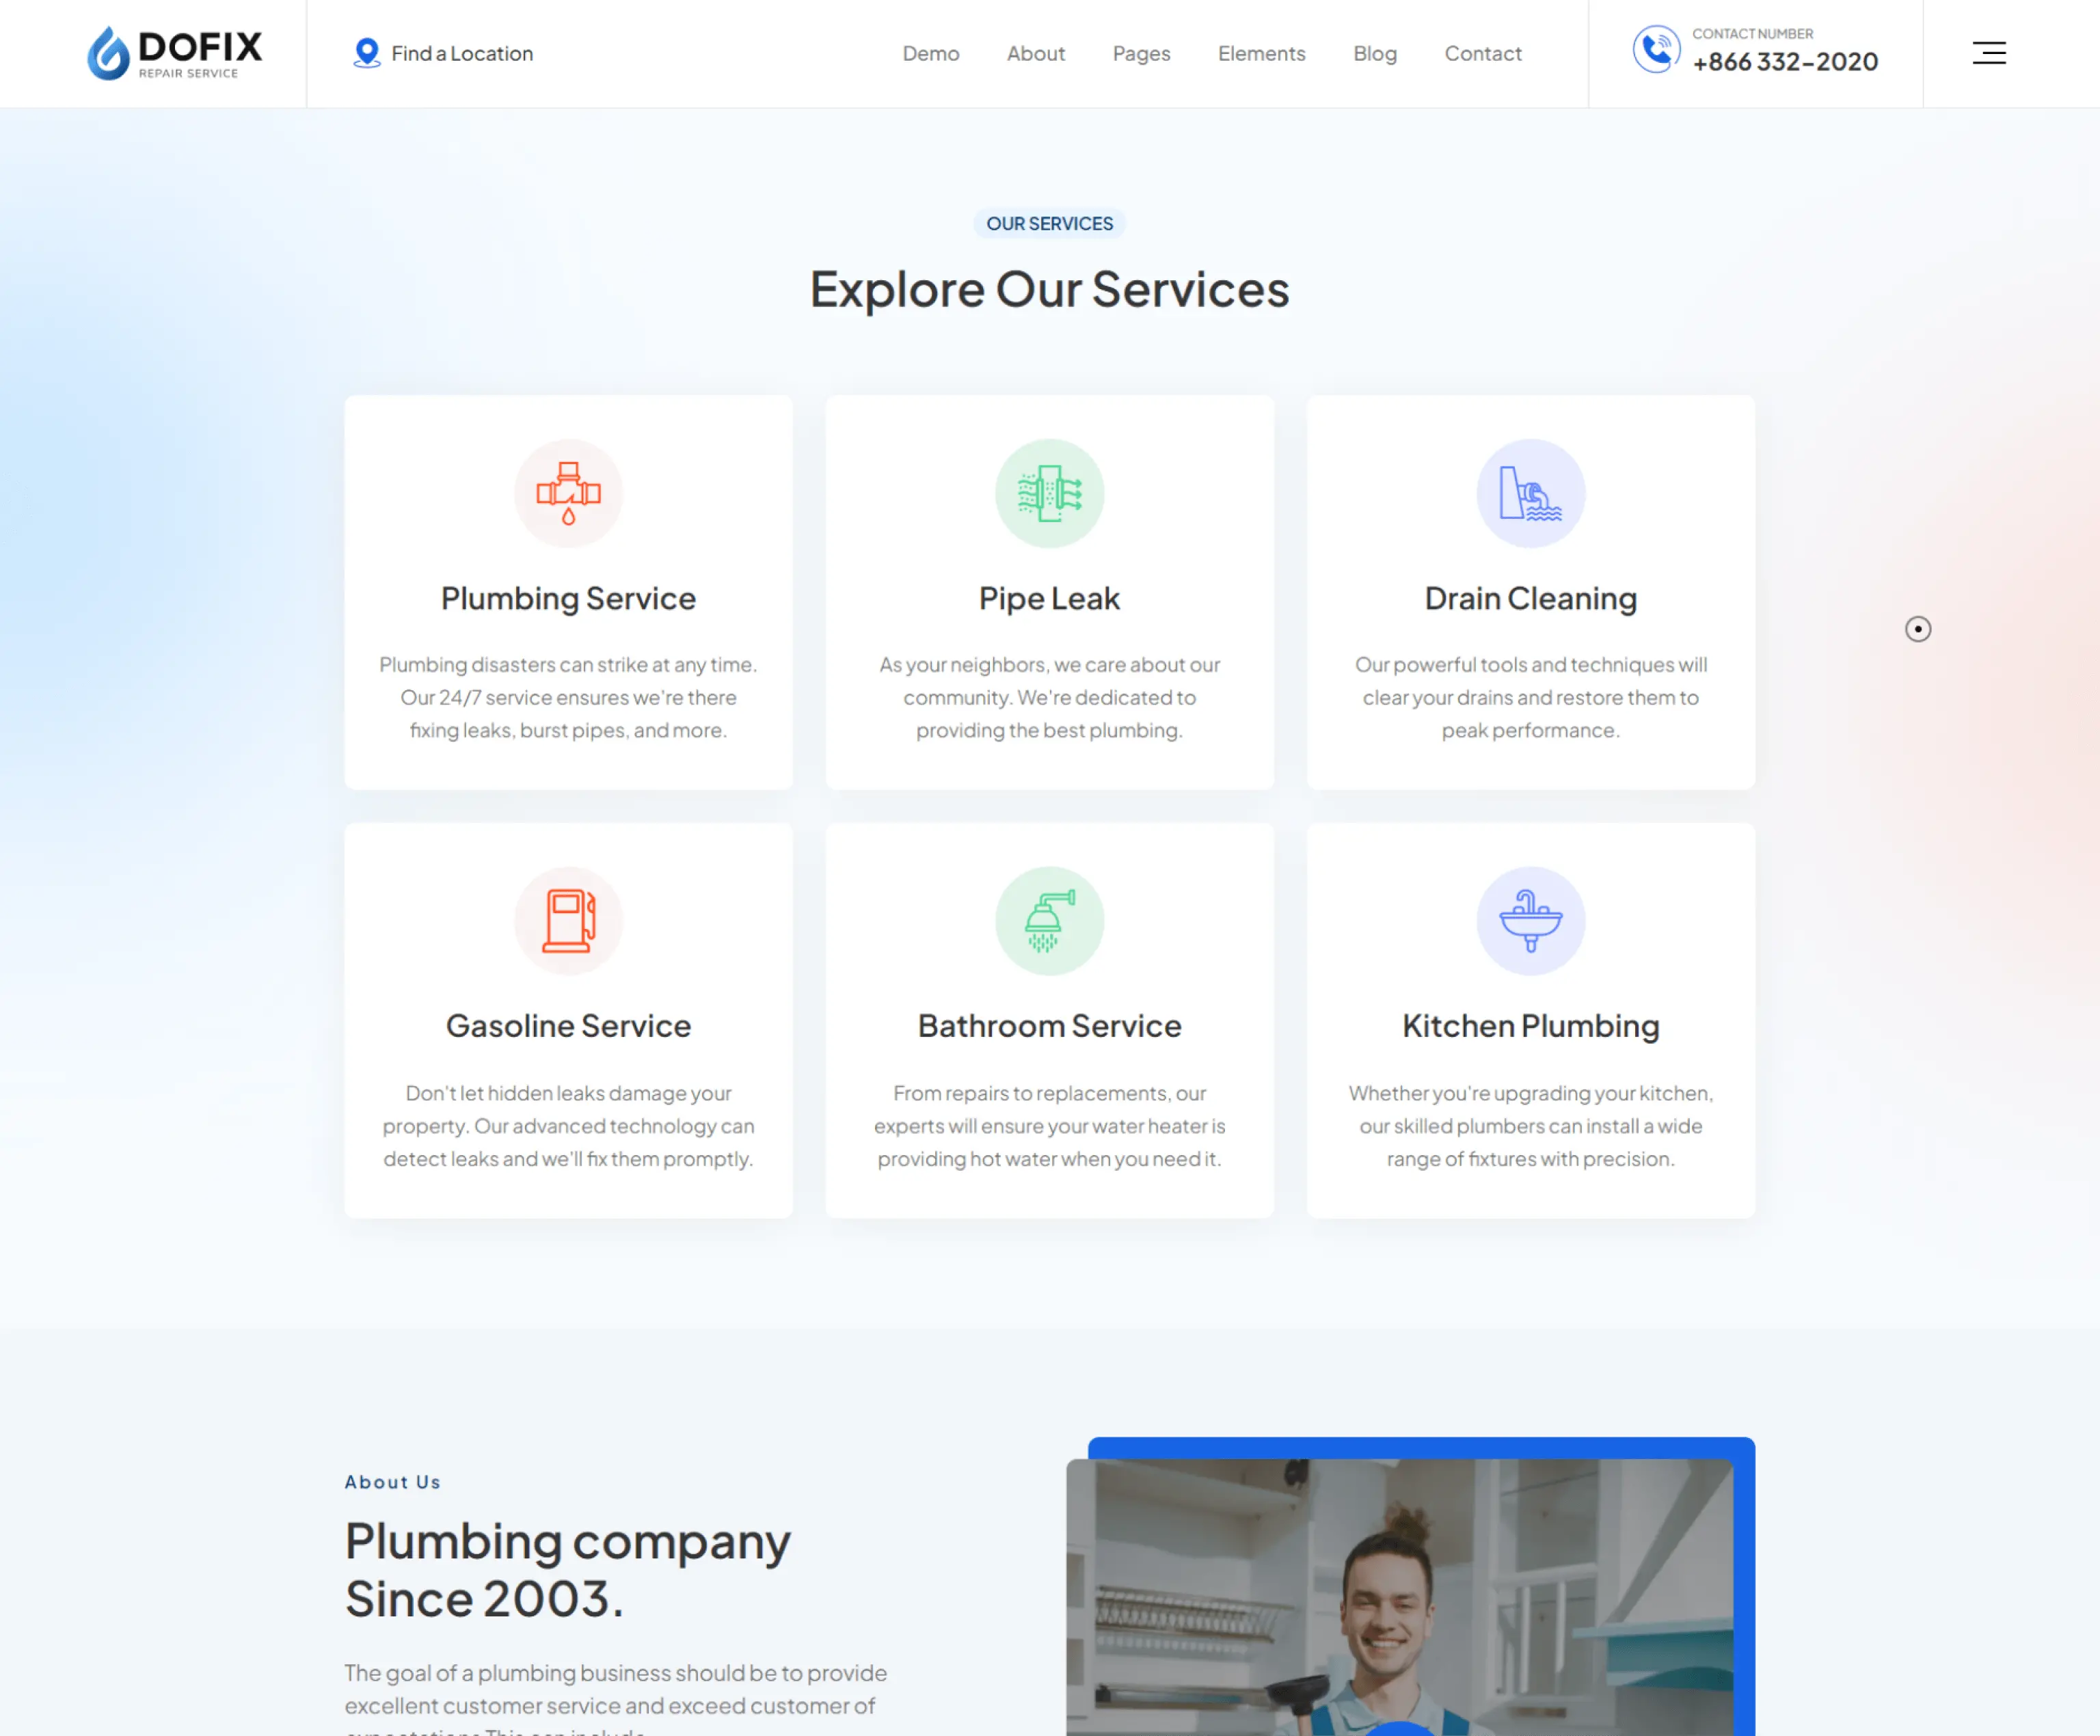 DOFIX
REPAIR SERVICE
Find a Location
Demo
About
Pages
Elements
Blog
Contact
CONTACT NUMBER
+866 332-2020
OUR SERVICES
Explore Our Services
Plumbing Service
Plumbing disasters can strike at any time.
Our 24/7 service ensures we're there
fixing leaks, burst pipes, and more.
Pipe Leak
As your neighbors, we care about our
community. We're dedicated to
providing the best plumbing.
Drain Cleaning
Our powerful tools and techniques will
clear your drains and restore them to
peak performance.
Gasoline Service
Don't let hidden leaks damage your
property. Our advanced technology can
detect leaks and we'll fix them promptly.
Bathroom Service
From repairs to replacements, our
experts will ensure your water heater is
providing hot water when you need it.
Kitchen Plumbing
Whether you're upgrading your kitchen,
our skilled plumbers can install a wide
range of fixtures with precision.
About Us
Plumbing company
Since 2003.
The goal of a plumbing business should be to provide
excellent customer service and exceed customer of